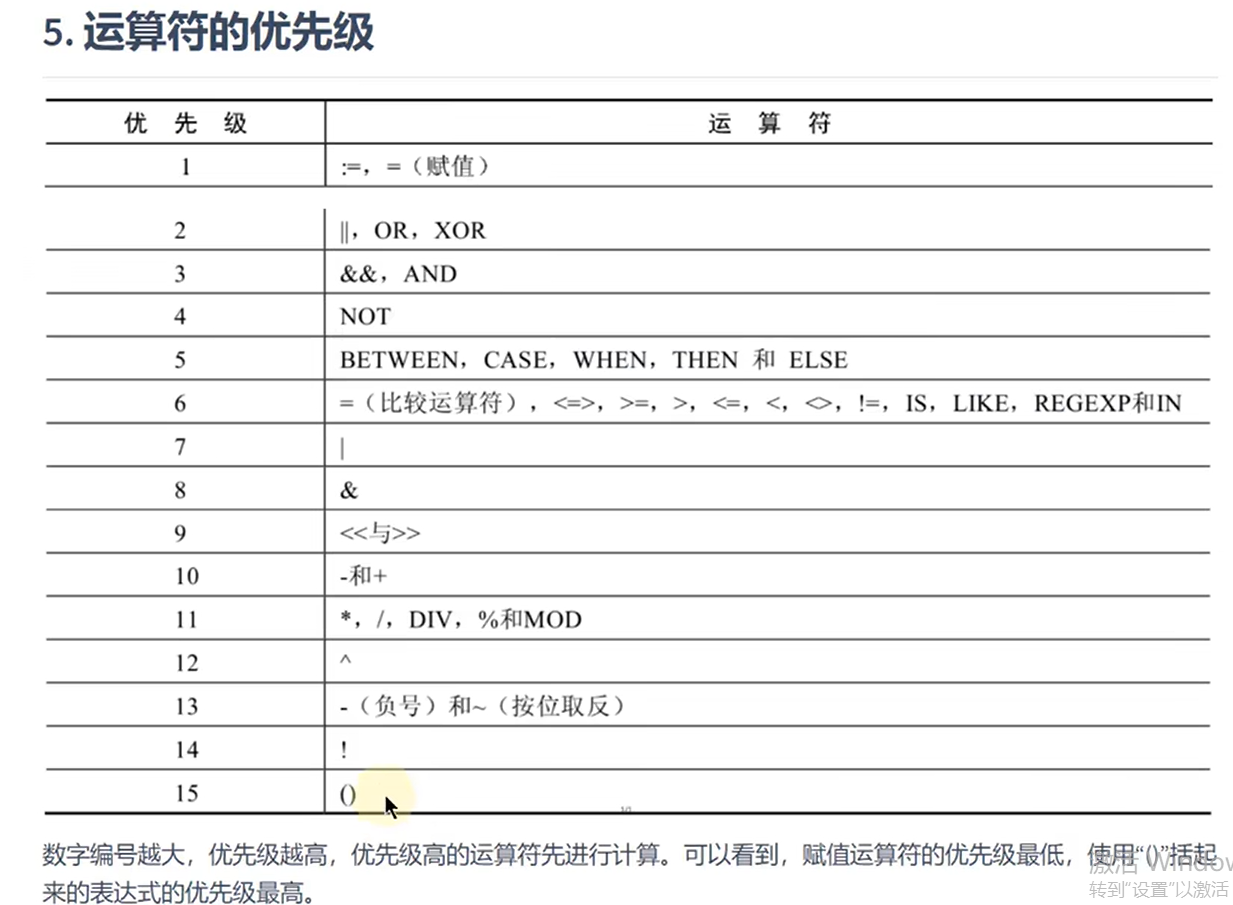 5. 运算符的优先级
优 先 级 运 算 符
1 :=，=（赋值）
2 ||，OR，XOR
3 &&，AND
4 NOT
5 BETWEEN，CASE，WHEN，THEN 和 ELSE
6 =（比较运算符），<=>，>=，>，<=，<，<>，!=，IS，LIKE，REGEXP和IN
7 |
8 &
9 <<与>>
10 -和+
11 *，/，DIV，%和MOD
12 ^
13 -（负号）和~（按位取反）
14 !
15 ()
数字编号越大，优先级越高，优先级高的运算符先进行计算。可以看到，赋值运算符的优先级最低，使用“()”括起
来的表达式的优先级最高。
激活 Window
转到“设置”以激活